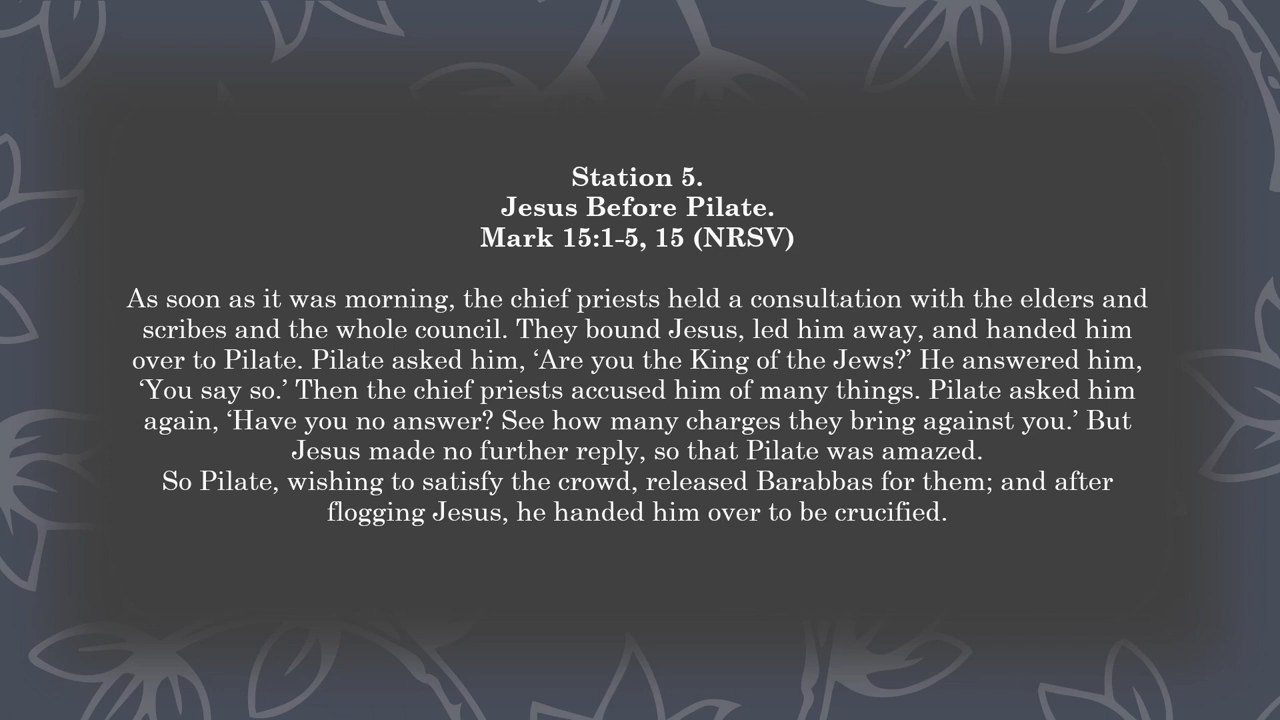 Station 5.
Jesus Before Pilate.
Mark 15:1-5, 15 (NRSV)
As soon as it was morning, the chief priests held a consultation with the elders and
scribes and the whole council. They bound Jesus, led him away, and handed him
over to Pilate. Pilate asked him, ‘Are you the King of the Jews?’ He answered him,
‘You say so.’ Then the chief priests accused him of many things. Pilate asked him
again, ‘Have you no answer? See how many charges they bring against you.’ But
Jesus made no further reply, so that Pilate was amazed.
So Pilate, wishing to satisfy the crowd, released Barabbas for them; and after
flogging Jesus, he handed him over to be crucified.